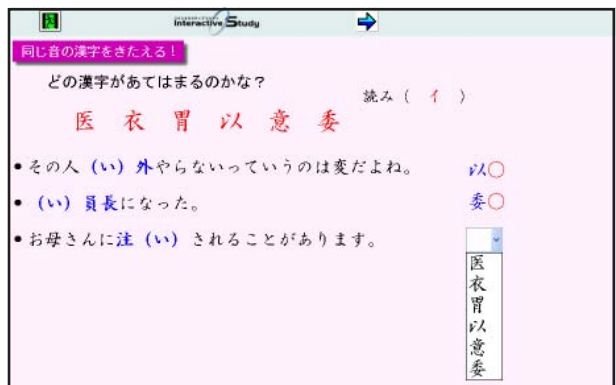 Interactive Study
同じ音の漢字をきたえる！
どの漢字があてはまるのかな？
読み（ イ ）
医 衣 胃 以 意 委
• その人（い）外やらないっていうのは変だよね。 以○
• （い）員長になった。 委○
• お母さんに注（い）されることがあります。
医
衣
胃
以
意
委